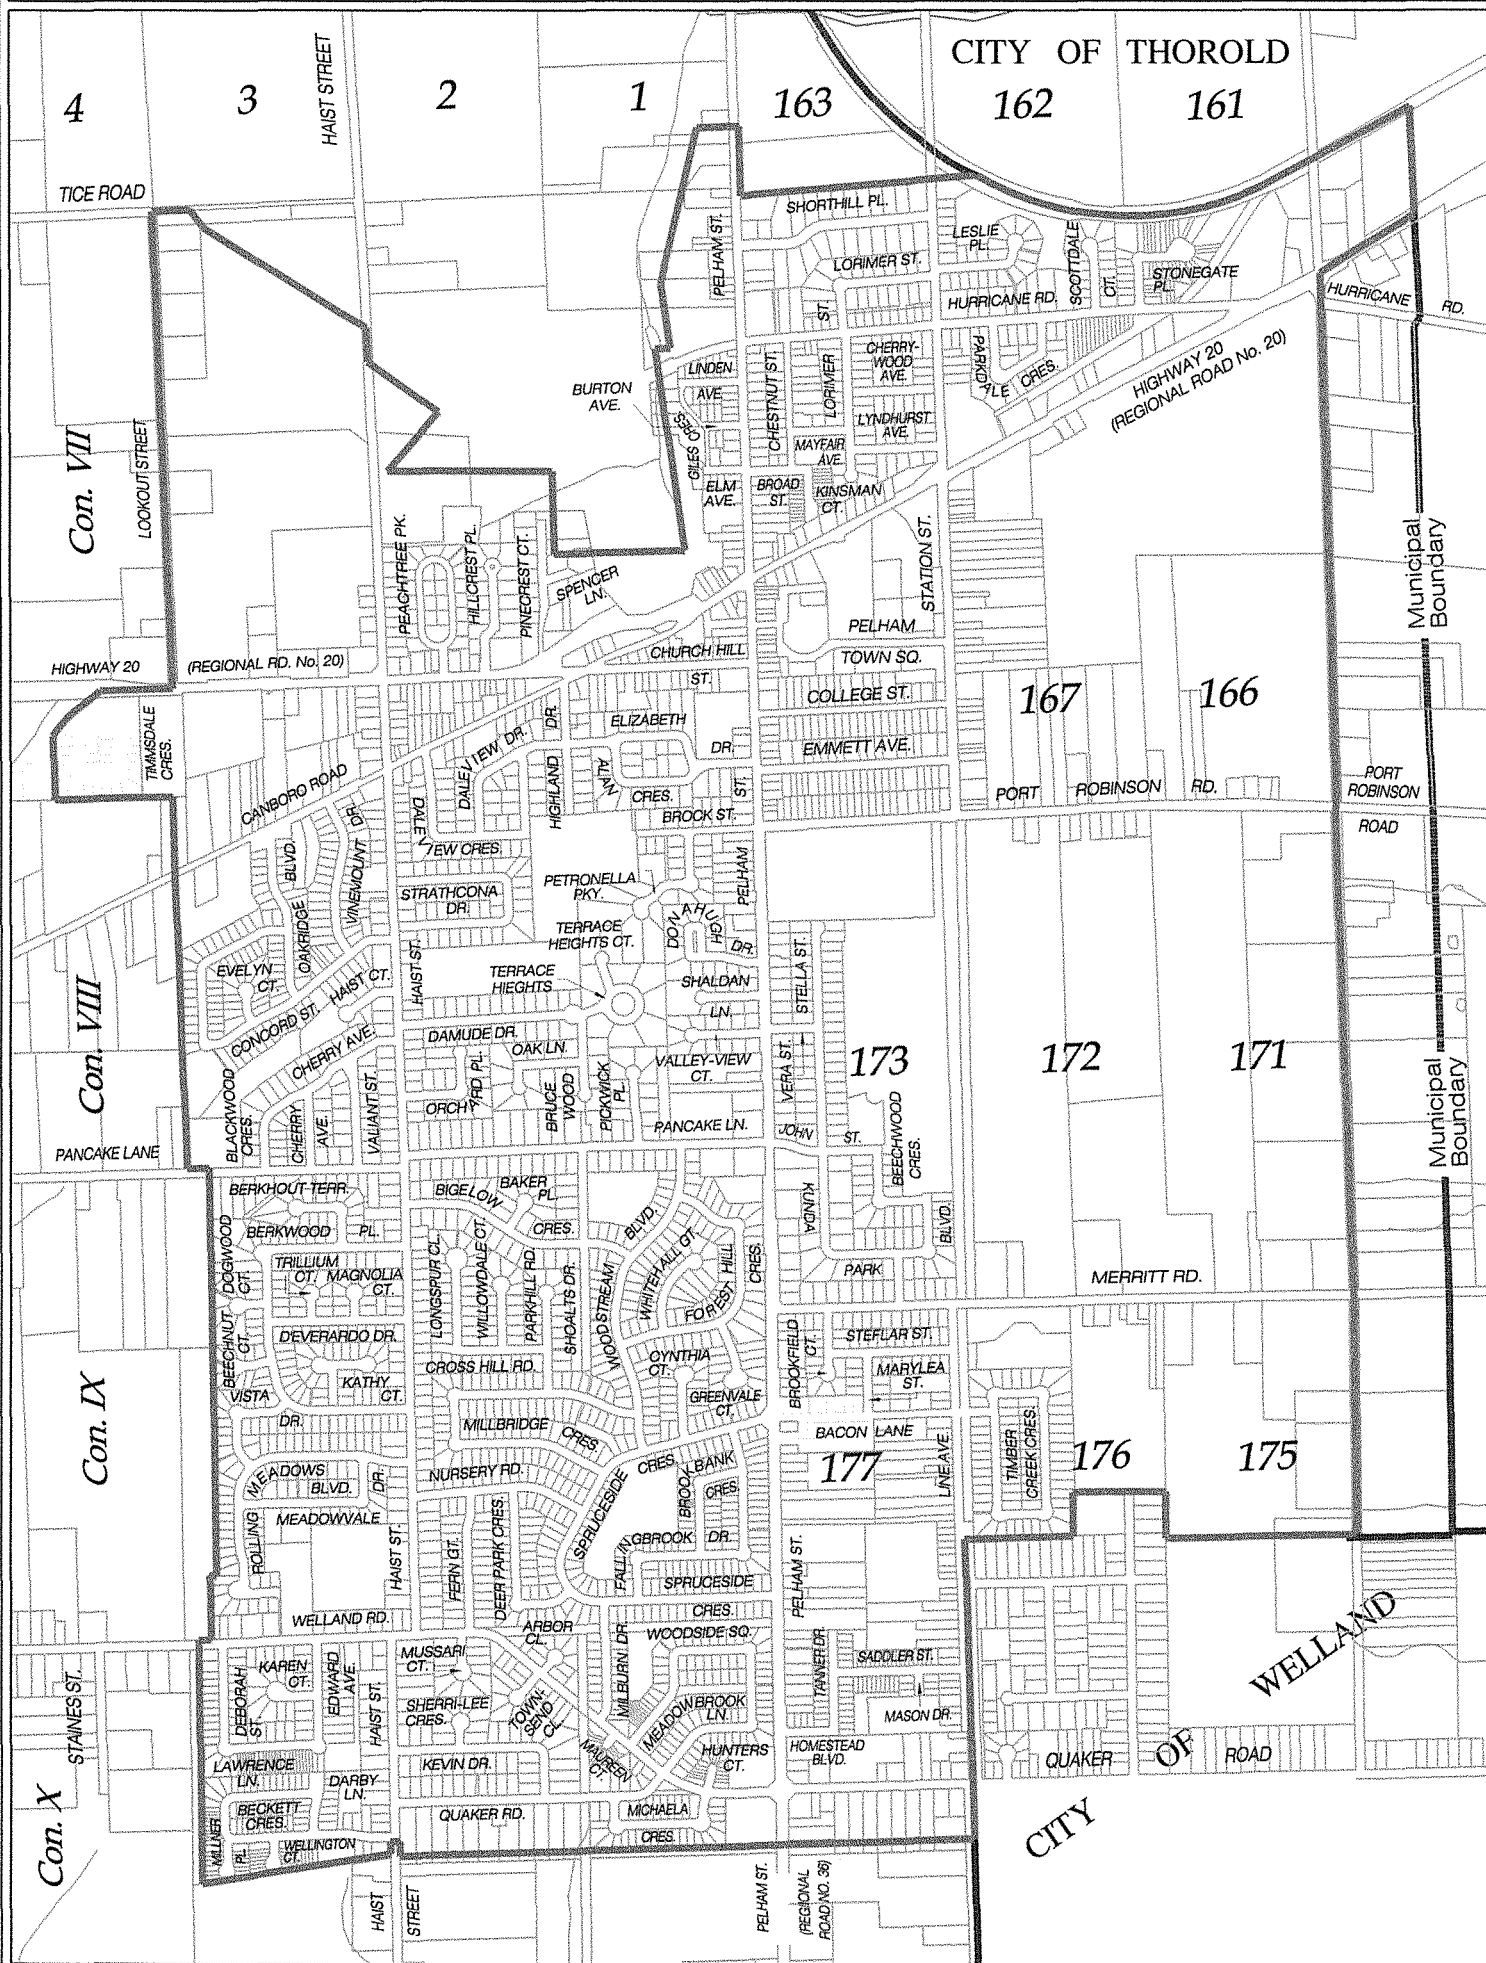 CITY OF THOROLD
4
3
HAIST STREET
2
1
163
162
161
TICE ROAD
PELHAM ST.
SHORTHILL PL.
LESLIE
PL.
SCOTTDALE
CT.
STONEGATE
PL.
LORIMER ST.
ST.
HURRICANE RD.
HURRICANE
RD.
Con. VII
LOOKOUT STREET
BURTON
AVE.
LINDEN
AVE.
GILES CRES.
CHESTNUT ST.
LORIMER
CHERRY-
WOOD
AVE.
LYNDHURST
AVE.
MAYFAIR
AVE.
PARKDALE CRES.
HIGHWAY 20
(REGIONAL ROAD No. 20)
ELM
AVE.
BROAD
ST.
KINSMAN
CT.
STATION ST.
Municipal
Boundary
PEACHTREE PK.
HILLCREST PL.
PINECREST CT.
SPENCER
LN.
HIGHWAY 20
(REGIONAL RD. No. 20)
CHURCH HILL
ST.
PELHAM
TOWN SQ.
COLLEGE ST.
EMMETT AVE.
167
166
TIMMSDALE
CRES.
CANBORO ROAD
DALEVIEW DR.
HIGHLAND
DR.
ELIZABETH
DR.
ALAN
CRES.
ST.
BROCK ST.
PORT
ROBINSON
RD.
PORT
ROBINSON
ROAD
DALEVIEW CRES.
BLVD.
OAKRIDGE
VINEMOUNT
DR.
STRATHCONA
DR.
PETRONELLA
PKY.
DONAHUGH
DR.
PELHAM
TERRACE
HEIGHTS CT.
TERRACE
HIEGHTS
SHALDAN
LN.
STELLA ST.
Con. VIII
EVELYN
CT.
CONCORD ST.
HAIST CT.
HAIST ST.
CHERRY AVE.
DAMUDE DR.
OAK LN.
VALLEY-VIEW
CT.
VERA ST.
173
172
171
BLACKWOOD
CRES.
CHERRY
AVE.
VALIANT ST.
ORCHARD PL.
BRUCE
WOOD
PICKWICK
PL.
PANCAKE LANE
PANCAKE LN.
JOHN
ST.
BEECHWOOD
CRES.
Municipal
Boundary
BERKHOUT TERR.
BERKWOOD
PL.
BIGELOW
CRES.
BAKER
PL.
BLVD.
WOODSTREAM
WHITEHALL GT.
FOREST HILL
CRES.
KUNDA
PARK
BLVD.
MERRITT RD.
DOGWOOD
CT.
TRILLIUM
CT.
MAGNOLIA
CT.
LONGSPUR CL.
WILLOWDALE CT.
PARKHILL RD.
SHOALTS DR.
BEECHNUT
CT.
D'EVERARDO DR.
KATHY
CT.
VISTA
DR.
CROSS HILL RD.
CYNTHIA
CT.
GREENVALE
CT.
BROOKFIELD
CT.
STEFLAR ST.
MARYLEA
ST.
BACON LANE
Con. IX
MILLBRIDGE
CRES.
NURSERY RD.
SPRUCESIDE
CRES.
BROOKBANK
CRES.
177
LINE AVE.
TIMBER
CREEK CRES.
176
175
ROLLING
MEADOWS
BLVD.
DR.
MEADOWVALE
HAIST ST.
FERN GT.
DEER PARK CRES.
FALLINGBROOK
DR.
SPRUCESIDE
CRES.
PELHAM ST.
WELLAND RD.
ARBOR
CL.
MUSSARI
CT.
MILBURN DR.
WOODSIDE SQ.
TANNER DR.
SADDLER ST.
MASON DR.
CITY
OF
WELLAND
STAINES ST.
DEBORAH
ST.
KAREN
CT.
EDWARD
AVE.
HAIST ST.
SHERRI-LEE
CRES.
TOWN-
SEND
CL.
MEADOWBROOK
LN.
MAUREEN
CT.
HUNTERS
CT.
HOMESTEAD
BLVD.
QUAKER
ROAD
LAWRENCE
LN.
DARBY
LN.
KEVIN DR.
Con. X
BECKETT
CRES.
QUAKER RD.
MICHAELA
CRES.
MILLNER
PL.
WELLINGTON
CT.
HAIST
STREET
PELHAM ST.
(REGIONAL
ROAD NO. 36)